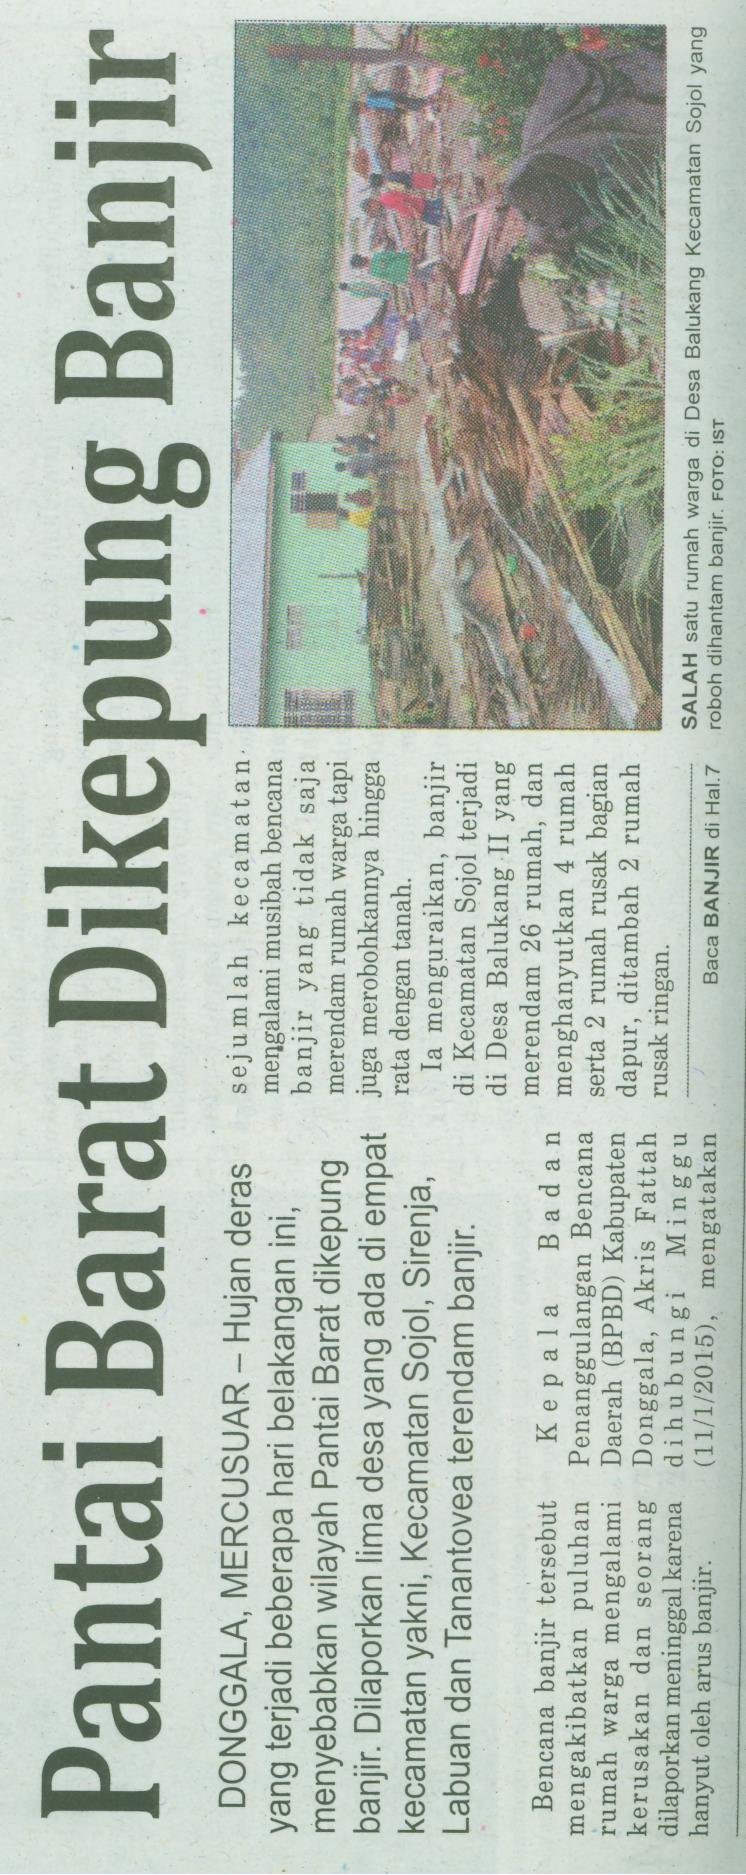 Pantai Barat Dikepung Banjir
DONGGALA, MERCUSUAR – Hujan deras
yang terjadi beberapa hari belakangan ini,
menyebabkan wilayah Pantai Barat dikepung
banjir. Dilaporkan lima desa yang ada di empat
kecamatan yakni, Kecamatan Sojol, Sirenja,
Labuan dan Tanantovea terendam banjir.
Bencana banjir tersebut
mengakibatkan puluhan
rumah warga mengalami
kerusakan dan seorang
dilaporkan meninggal karena
hanyut oleh arus banjir.
Kepala Badan
Penanggulangan Bencana
Daerah (BPBD) Kabupaten
Donggala, Akris Fattah
dihubungi Minggu
(11/1/2015), mengatakan
sejumlah kecamatan
mengalami musibah bencana
banjir yang tidak saja
merendam rumah warga tapi
juga merobohkannya hingga
rata dengan tanah.
Ia menguraikan, banjir
di Kecamatan Sojol terjadi
di Desa Balukang II yang
merendam 26 rumah, dan
menghanyutkan 4 rumah
serta 2 rumah rusak bagian
dapur, ditambah 2 rumah
rusak ringan.
Baca BANJIR di Hal.7
SALAH satu rumah warga di Desa Balukang Kecamatan Sojol yang
roboh dihantam banjir. FOTO: IST